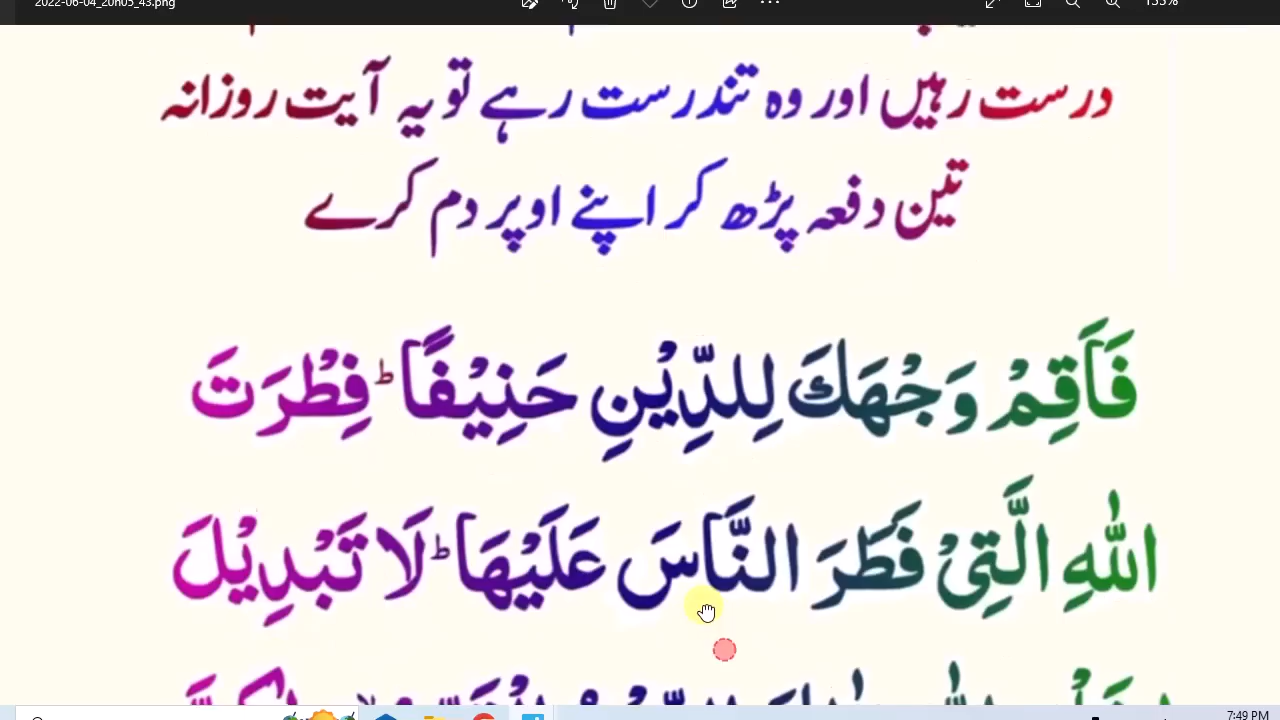 2022-06-04_20h05_43.png
درست رہیں اور وہ تندرست رہے تو یہ آیت روزانہ
تین دفعہ پڑھ کر اپنے اوپر دم کرے
فَاَقِمْ وَجْهَكَ لِلدِّيْنِ حَنِيْفًا ؕ فِطْرَتَ
اللّٰهِ الَّتِىْ فَطَرَ النَّاسَ عَلَيْهَا ؕ لَا تَبْدِيْلَ
7:49 PM